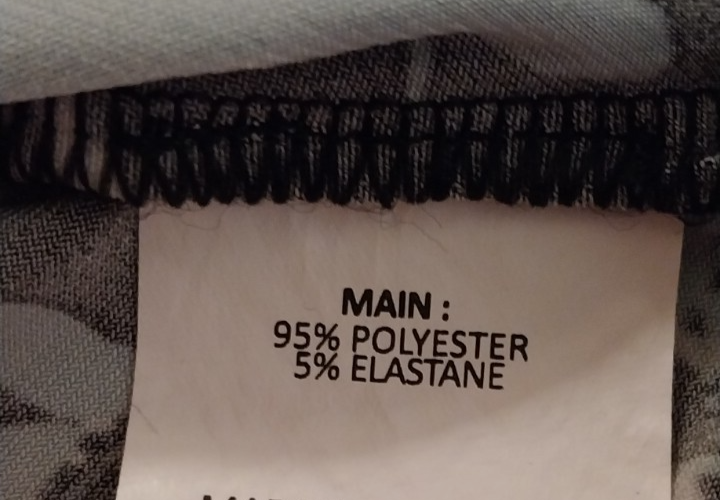 MAIN :
95% POLYESTER
5% ELASTANE